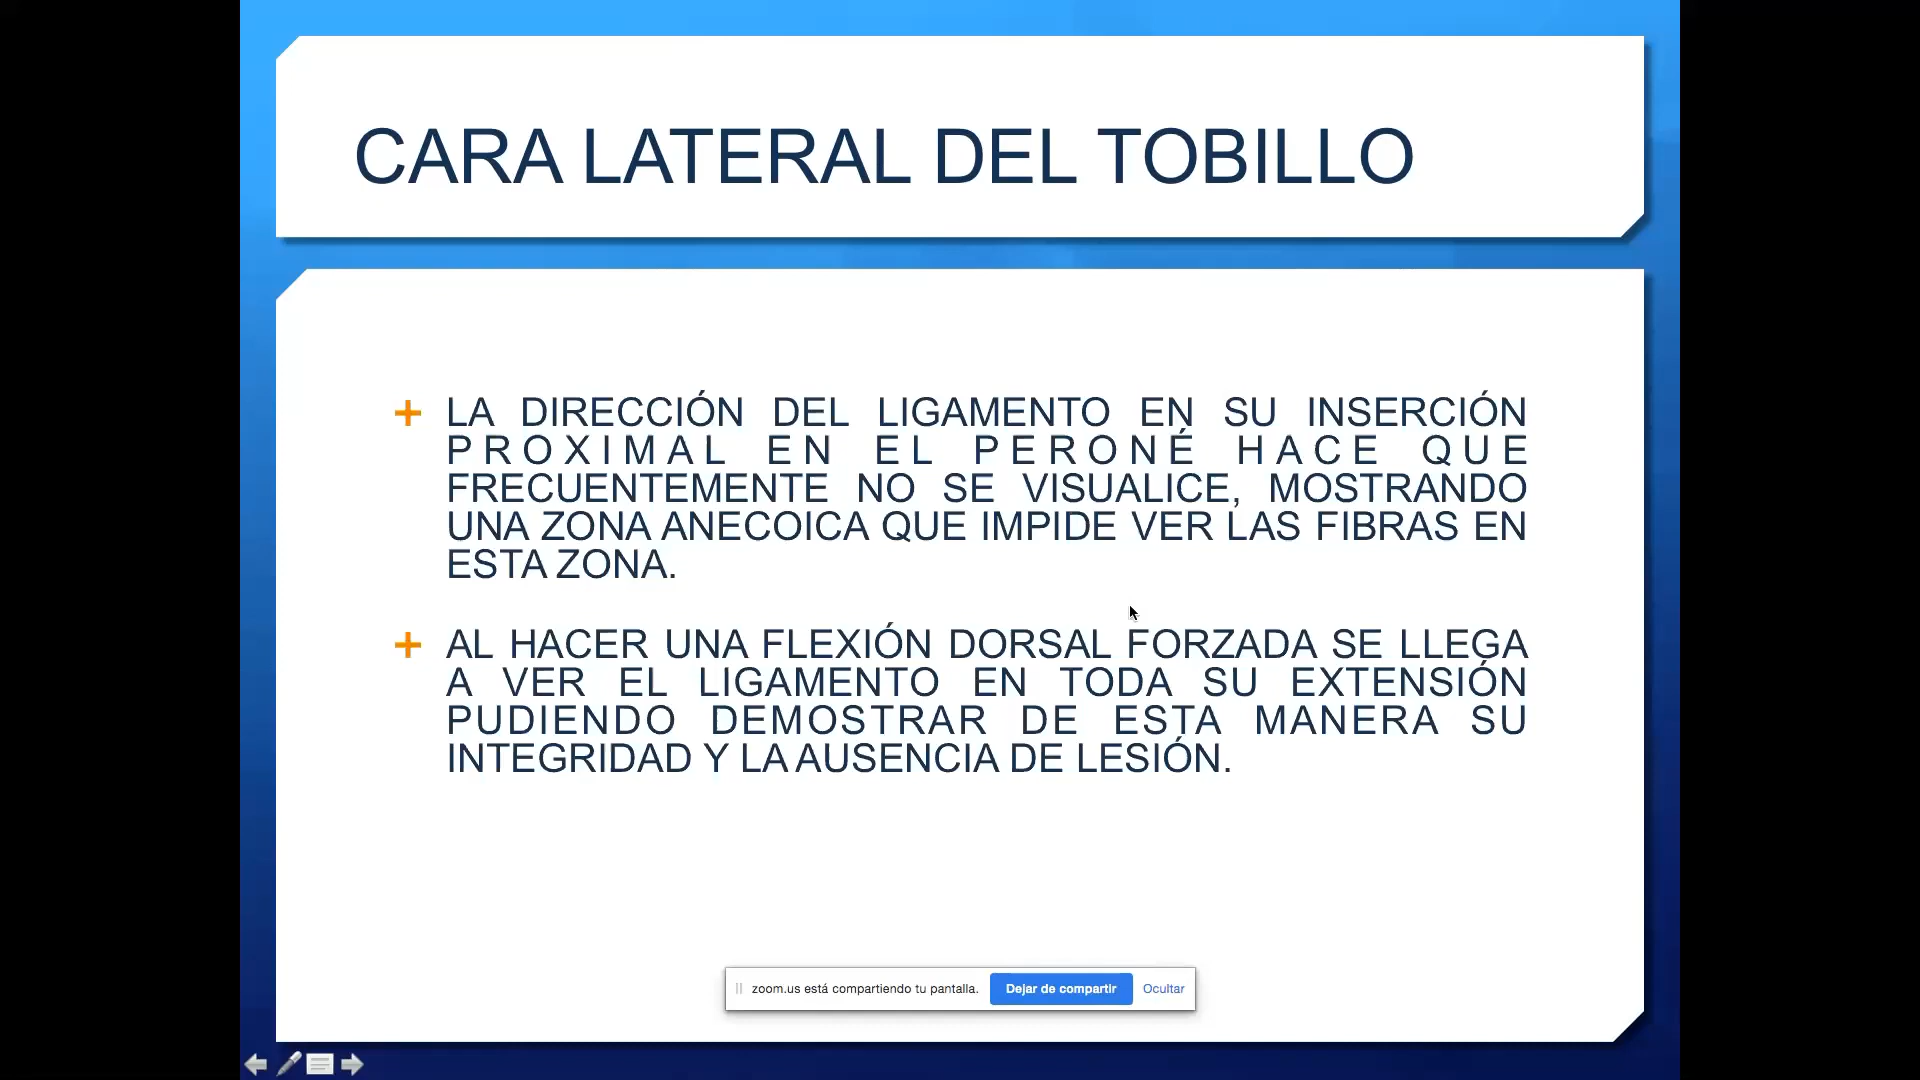 CARA LATERAL DEL TOBILLO
LA DIRECCIÓN DEL LIGAMENTO EN SU INSERCIÓN
PROXIMAL EN EL PERONÉ HACE QUE
FRECUENTEMENTE NO SE VISUALICE, MOSTRANDO
UNA ZONA ANECOICA QUE IMPIDE VER LAS FIBRAS EN
ESTA ZONA.
AL HACER UNA FLEXIÓN DORSAL FORZADA SE LLEGA
A VER EL LIGAMENTO EN TODA SU EXTENSIÓN
PUDIENDO DEMOSTRAR DE ESTA MANERA SU
INTEGRIDAD Y LA AUSENCIA DE LESIÓN.
zoom.us está compartiendo tu pantalla. Dejar de compartir Ocultar